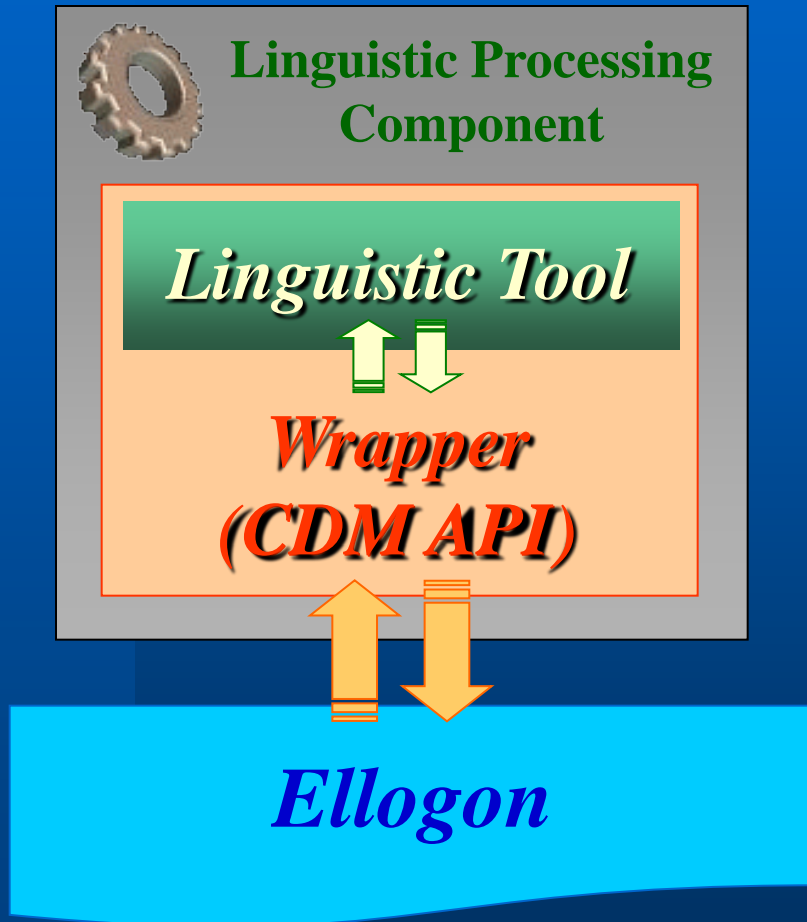 Linguistic Processing
Component
Linguistic Tool
Wrapper
(CDM API)
Ellogon